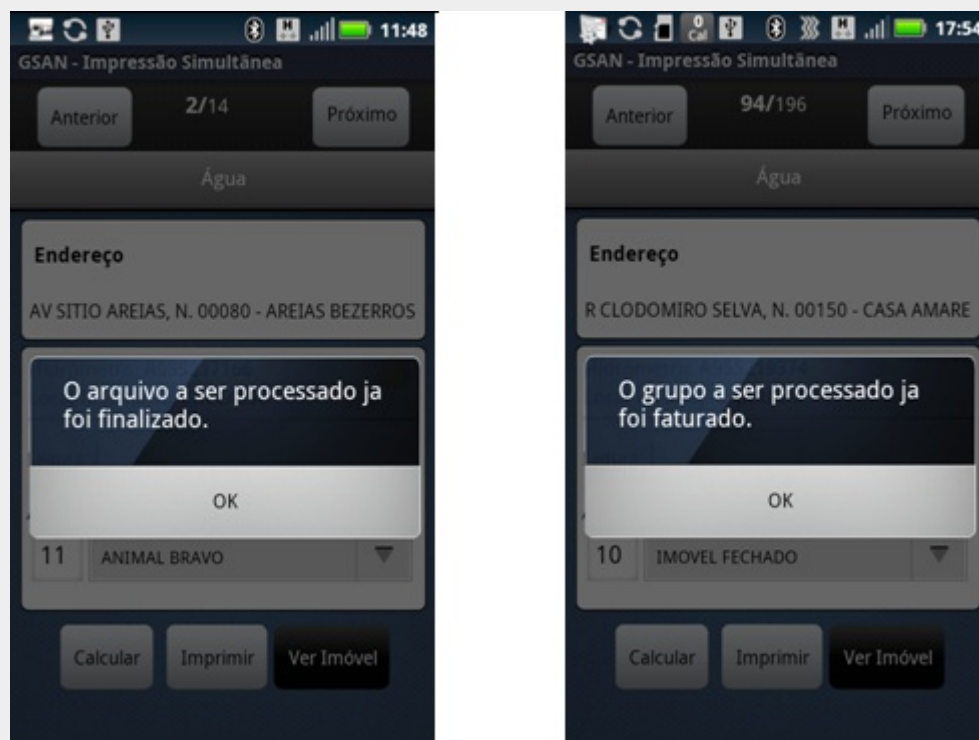 11:48
GSAN - Impressão Simultânea
Anterior
2/14
Próximo
Água
Endereço
AV SITIO AREIAS, N. 00080 - AREIAS BEZERROS
O arquivo a ser processado ja
foi finalizado.
OK
11
ANIMAL BRAVO
Calcular
Imprimir
Ver Imóvel
0
Cal
17:54
GSAN - Impressão Simultânea
Anterior
94/196
Próximo
Água
Endereço
R CLODOMIRO SELVA, N. 00150 - CASA AMARE
O grupo a ser processado ja
foi faturado.
OK
10
IMOVEL FECHADO
Calcular
Imprimir
Ver Imóvel